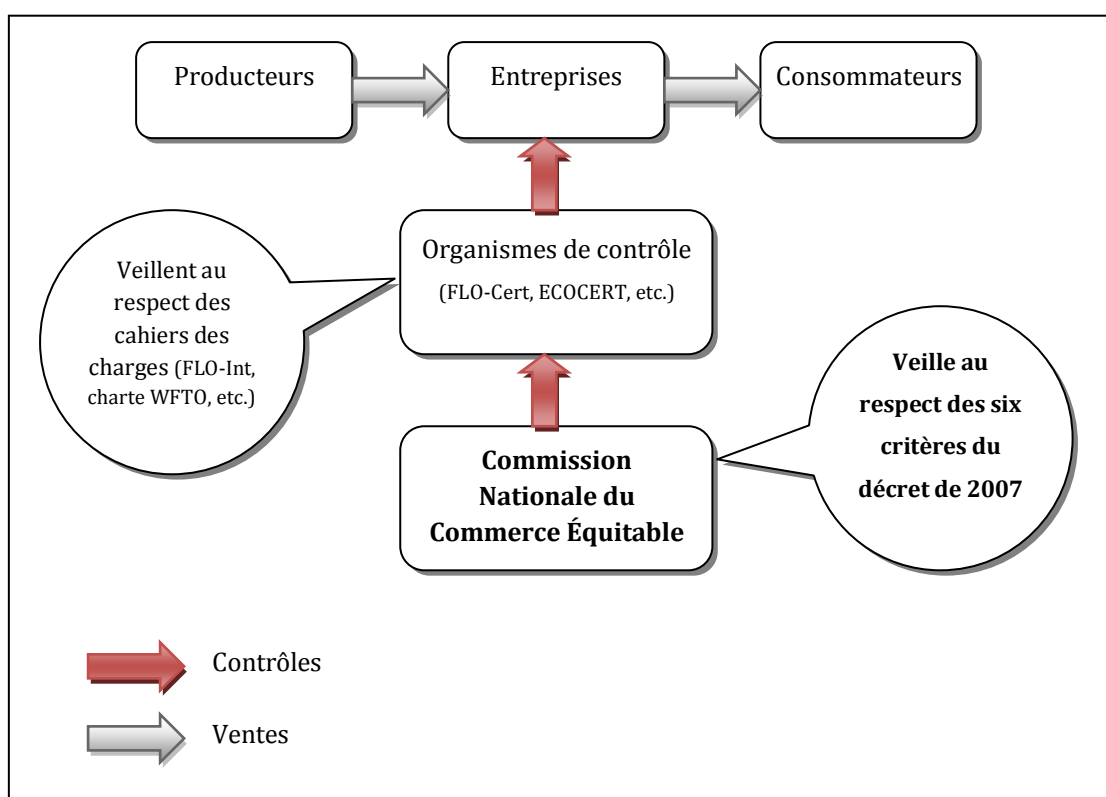 Producteurs
Entreprises
Consommateurs
Organismes de contrôle
(FLO-Cert, ECOCERT, etc.)
Veillent au
respect des
cahiers des
charges (FLO-Int,
charte WFTO, etc.)
Veille au
respect des six
critères du
décret de 2007
Commission
Nationale du
Commerce Équitable
Contrôles
Ventes